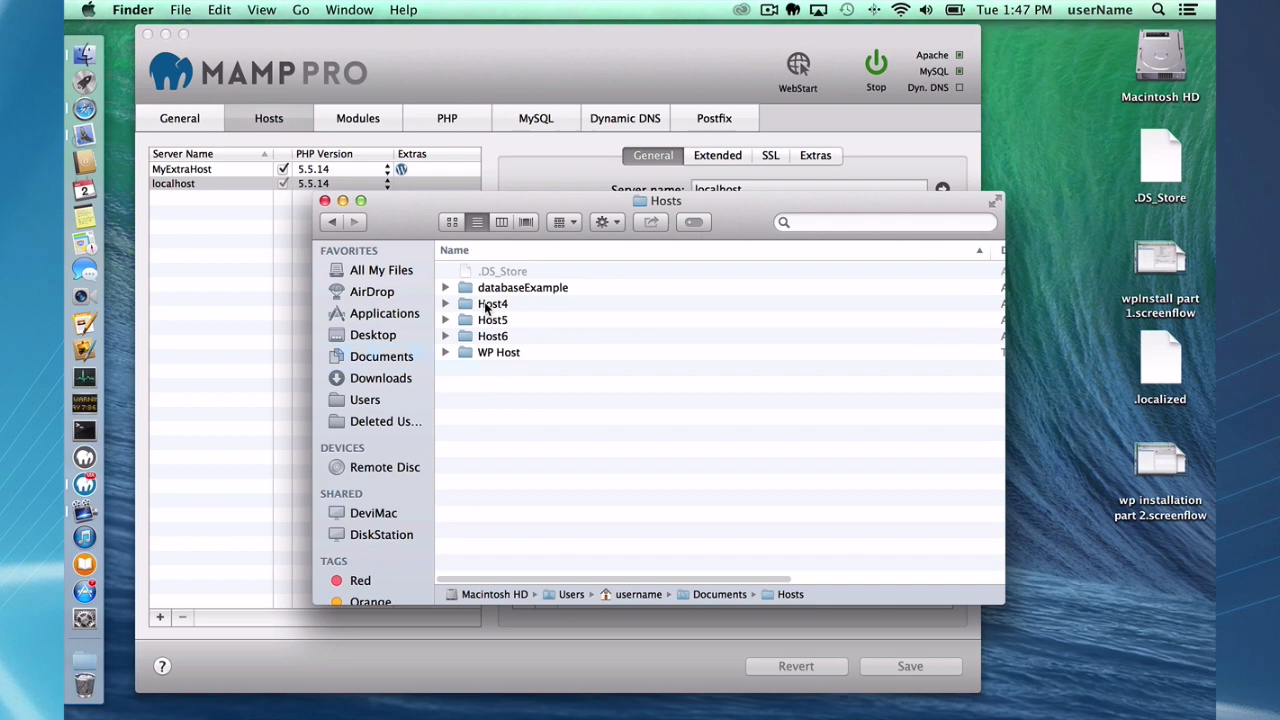 Finder File Edit View Go Window Help
Tue 1:47 PM userName
MAMP PRO
WebStart
Stop
Apache
MySQL
Dyn. DNS
General Hosts Modules PHP MySQL Dynamic DNS Postfix
Server Name PHP Version Extras
MyExtraHost 5.5.14
localhost 5.5.14
General Extended SSL Extras
Server name: localhost
Hosts
FAVORITES
All My Files
AirDrop
Applications
Desktop
Documents
Downloads
Users
Deleted Us...
DEVICES
Remote Disc
SHARED
DeviMac
DiskStation
TAGS
Red
Orange
Name
.DS_Store
databaseExample
Host4
Host5
Host6
WP Host
Macintosh HD Users username Documents Hosts
+ −
? Revert Save
Macintosh HD
.DS_Store
wpInstall part
1.screenflow
.localized
wp installation
part 2.screenflow